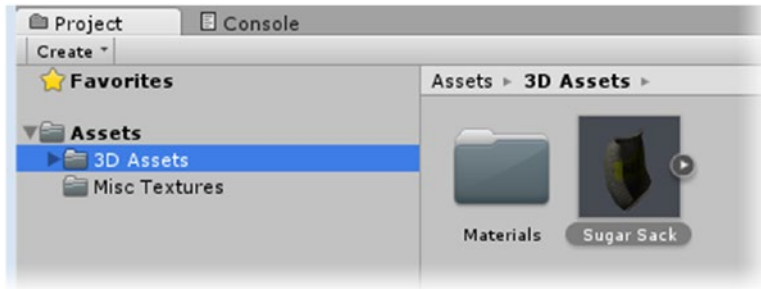 Project
Console
Create
Favorites
Assets
3D Assets
Misc Textures
Assets ▸ 3D Assets ▸
Materials
Sugar Sack